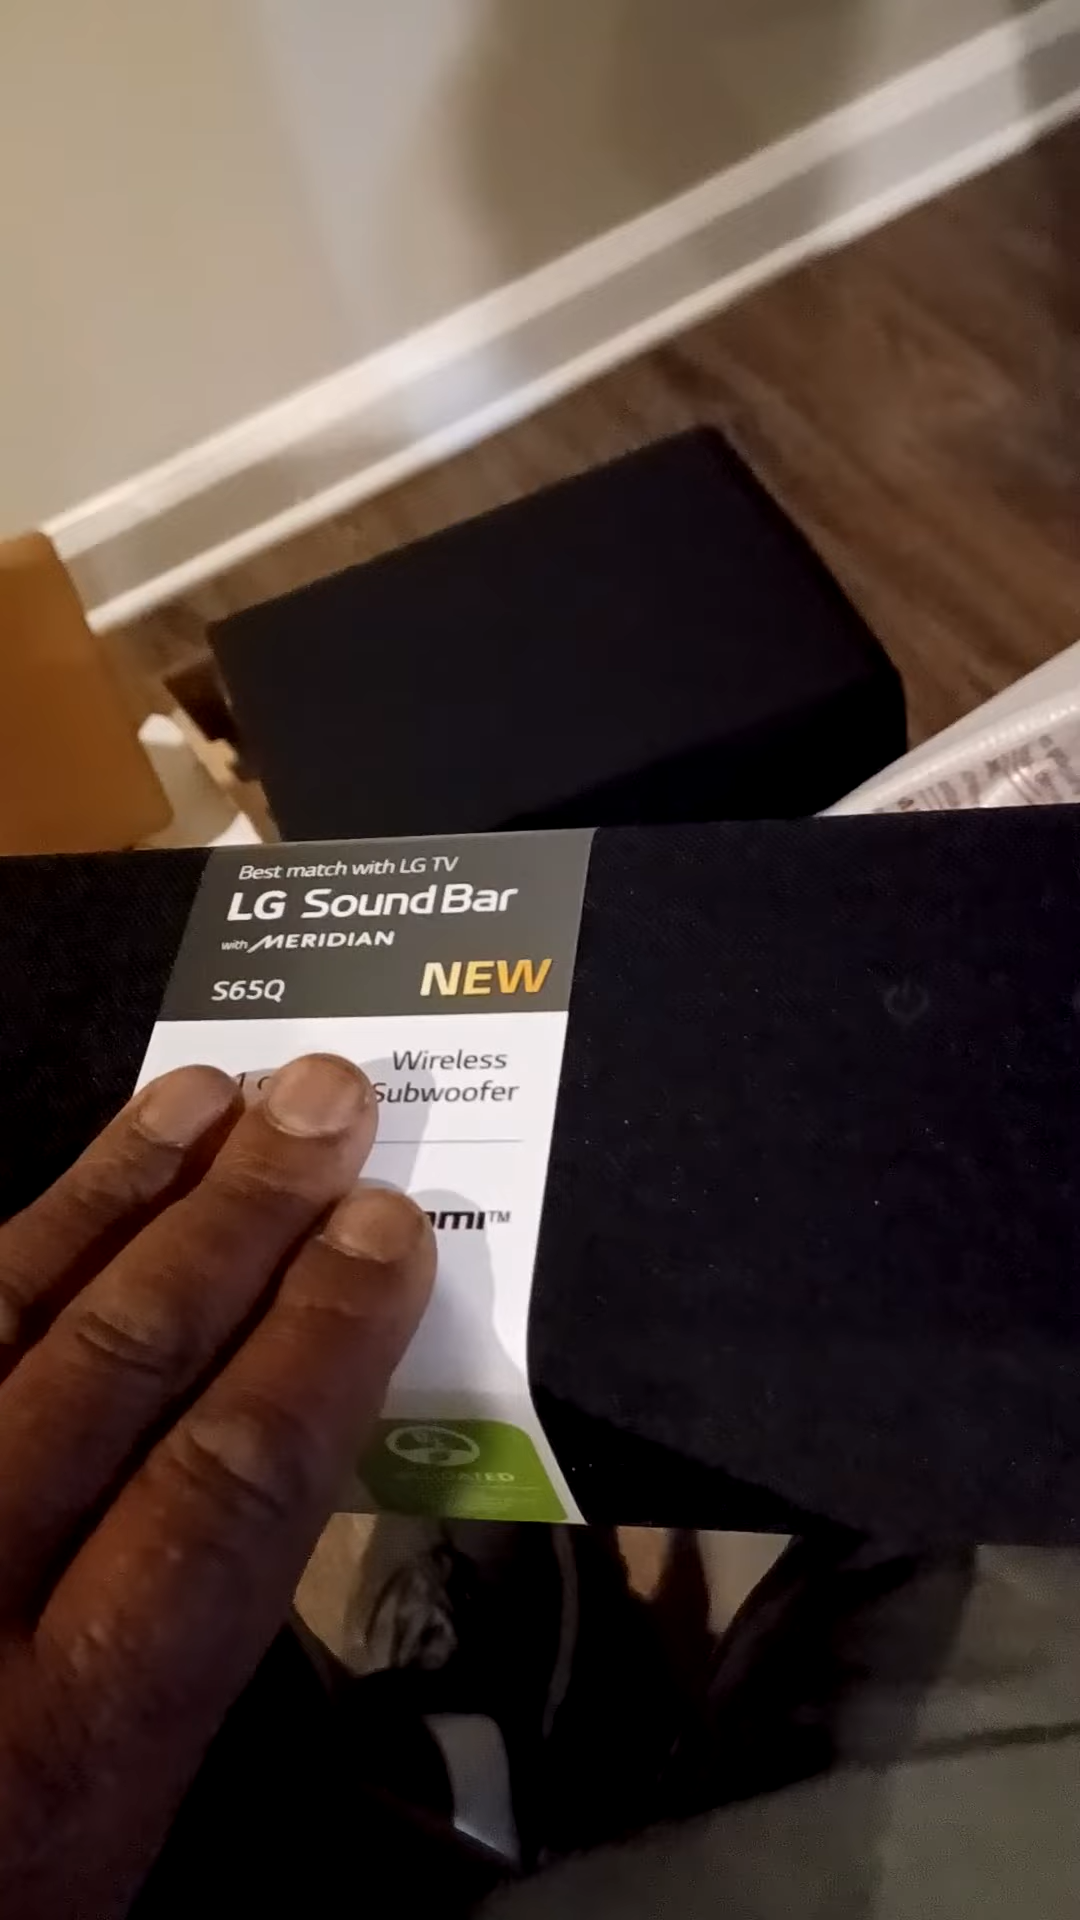 Best match with LG TV
LG Sound Bar
with MERIDIAN
S65Q
NEW
Wireless
Subwoofer